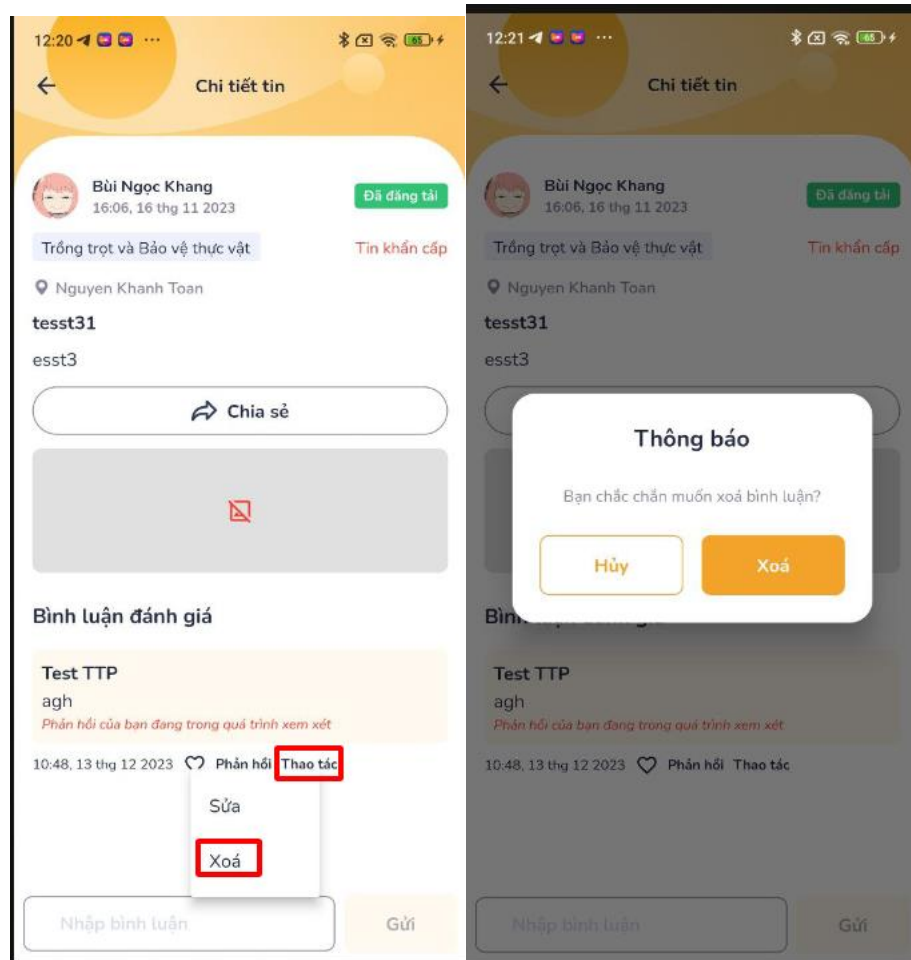 12:20
Chi tiết tin
Bùi Ngọc Khang
16:06, 16 thg 11 2023
Đã đăng tải
Trồng trọt và Bảo vệ thực vật
Tin khẩn cấp
Nguyen Khanh Toan
tesst31
esst3
Chia sẻ
Bình luận đánh giá
Test TTP
agh
Phản hồi của bạn đang trong quá trình xem xét
10:48, 13 thg 12 2023 Phản hồi Thao tác
Sửa
Xoá
Nhập bình luận
Gửi
12:21
Chi tiết tin
Bùi Ngọc Khang
16:06, 16 thg 11 2023
Đã đăng tải
Trồng trọt và Bảo vệ thực vật
Tin khẩn cấp
Nguyen Khanh Toan
tesst31
esst3
Thông báo
Bạn chắc chắn muốn xoá bình luận?
Hủy
Xoá
Test TTP
agh
Phản hồi của bạn đang trong quá trình xem xét
10:48, 13 thg 12 2023 Phản hồi Thao tác
Nhập bình luận
Gửi